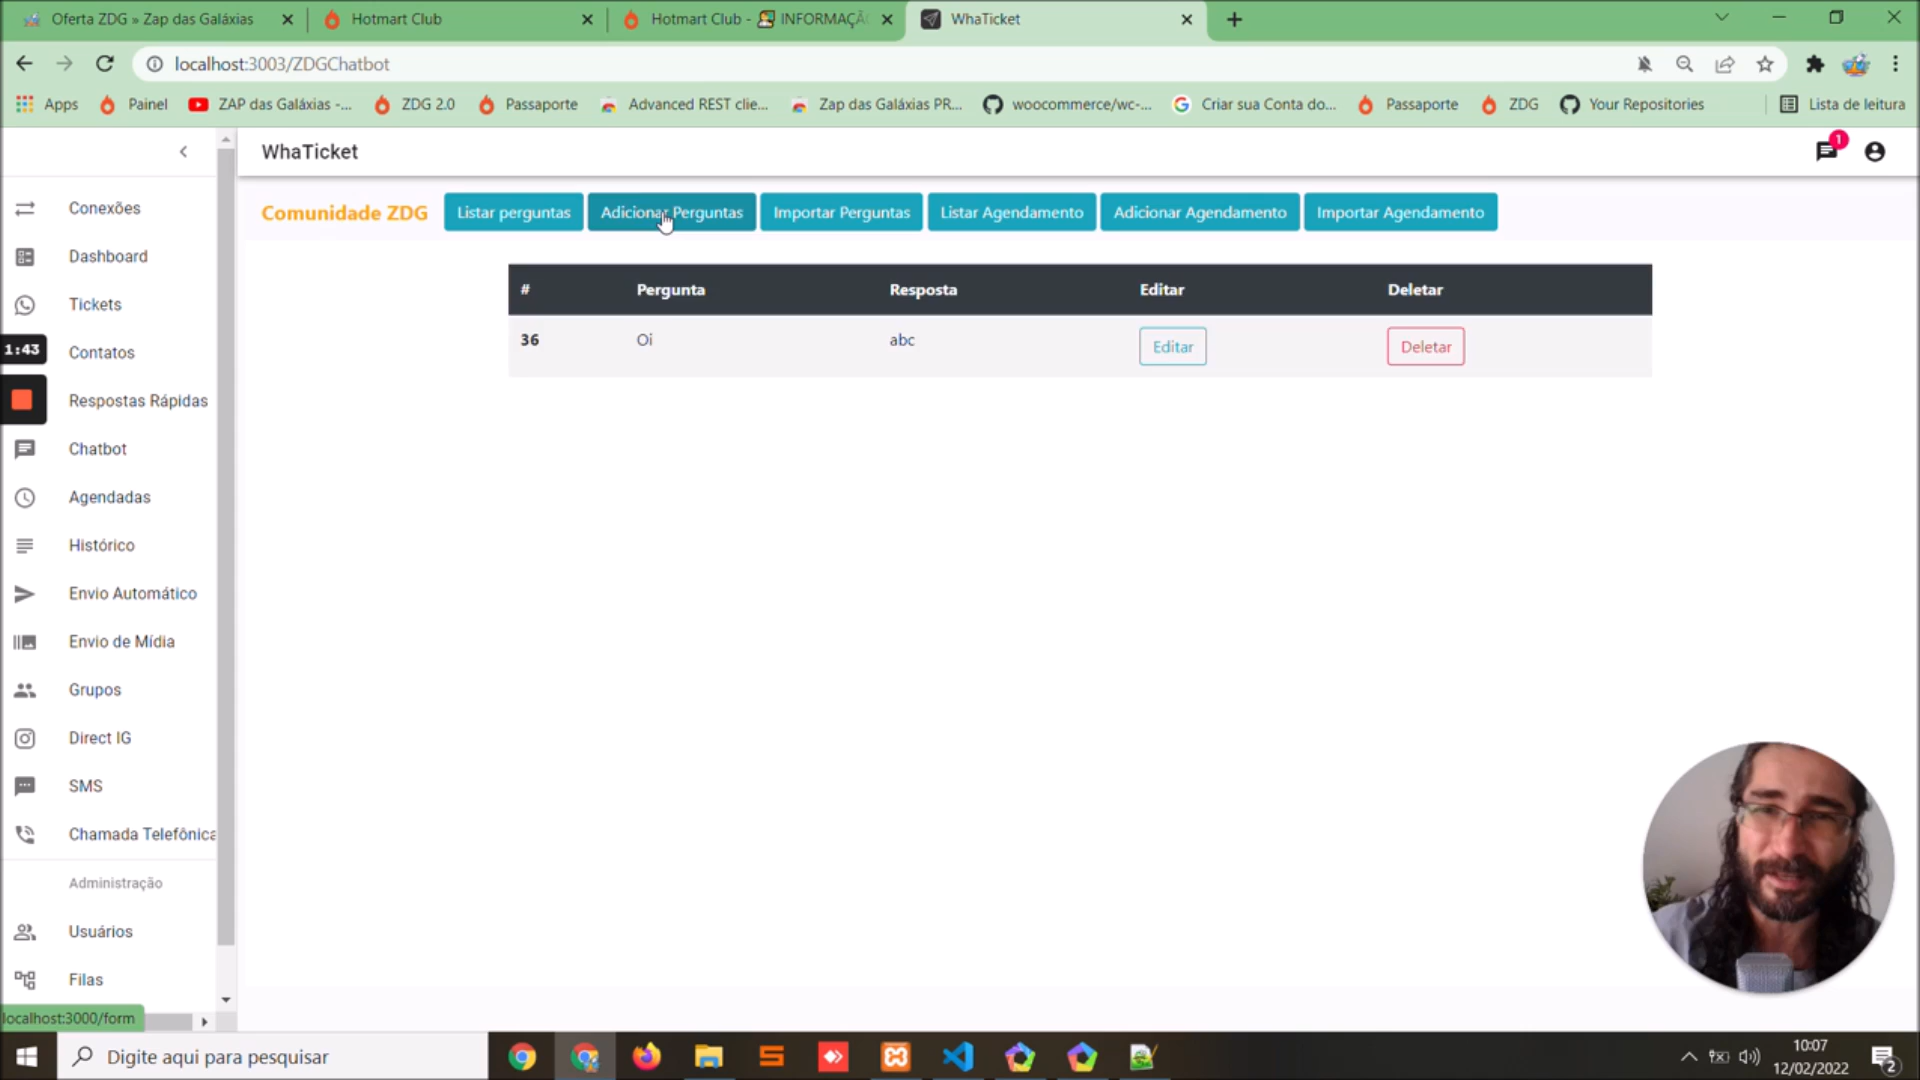 Oferta ZDG » Zap das Galáxias
Hotmart Club
Hotmart Club - INFORMAÇÃ
WhaTicket
localhost:3003/ZDGChatbot
Apps
Painel
ZAP das Galáxias -...
ZDG 2.0
Passaporte
Advanced REST clie...
Zap das Galáxias PR...
woocommerce/wc-...
Criar sua Conta do...
Passaporte
ZDG
Your Repositories
Lista de leitura
WhaTicket
1
Comunidade ZDG
Listar perguntas
Adicionar Perguntas
Importar Perguntas
Listar Agendamento
Adicionar Agendamento
Importar Agendamento
# Pergunta Resposta Editar Deletar
36 Oi abc Editar Deletar
Conexões
Dashboard
Tickets
1:43
Contatos
Respostas Rápidas
Chatbot
Agendadas
Histórico
Envio Automático
Envio de Mídia
Grupos
Direct IG
SMS
Chamada Telefônica
Administração
Usuários
Filas
localhost:3000/form
Digite aqui para pesquisar
10:07
12/02/2022
2